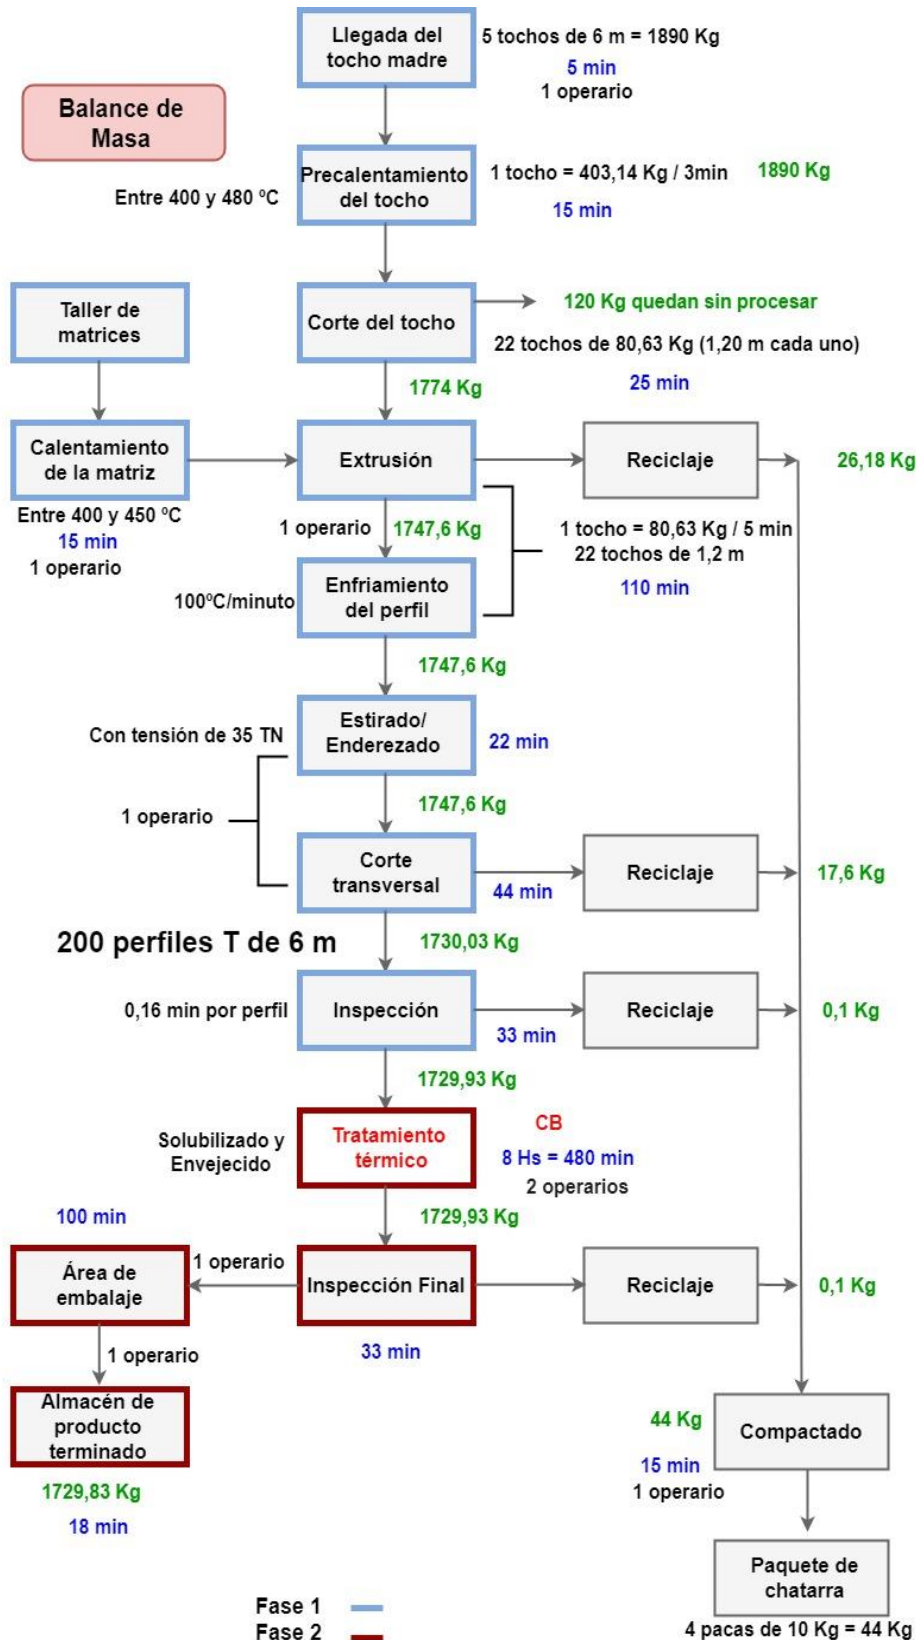 Llegada del
tocho madre
5 tochos de 6 m = 1890 Kg
5 min
1 operario
Balance de
Masa
Entre 400 y 480 ºC
Precalentamiento
del tocho
1 tocho = 403,14 Kg / 3min
1890 Kg
15 min
Taller de
matrices
Corte del tocho
120 Kg quedan sin procesar
22 tochos de 80,63 Kg (1,20 m cada uno)
1774 Kg
25 min
Calentamiento
de la matriz
Extrusión
Reciclaje
26,18 Kg
Entre 400 y 450 ºC
15 min
1 operario
1 operario
1747,6 Kg
1 tocho = 80,63 Kg / 5 min
22 tochos de 1,2 m
110 min
100ºC/minuto
Enfriamiento
del perfil
1747,6 Kg
Con tensión de 35 TN
Estirado/
Enderezado
22 min
1747,6 Kg
1 operario
Corte
transversal
44 min
Reciclaje
17,6 Kg
200 perfiles T de 6 m
1730,03 Kg
0,16 min por perfil
Inspección
33 min
Reciclaje
0,1 Kg
1729,93 Kg
Solubilizado y
Envejecido
Tratamiento
térmico
CB
8 Hs = 480 min
2 operarios
1729,93 Kg
100 min
Área de
embalaje
1 operario
Inspección Final
Reciclaje
0,1 Kg
33 min
1 operario
Almacén de
producto
terminado
1729,83 Kg
18 min
44 Kg
Compactado
15 min
1 operario
Paquete de
chatarra
4 pacas de 10 Kg = 44 Kg
Fase 1
Fase 2